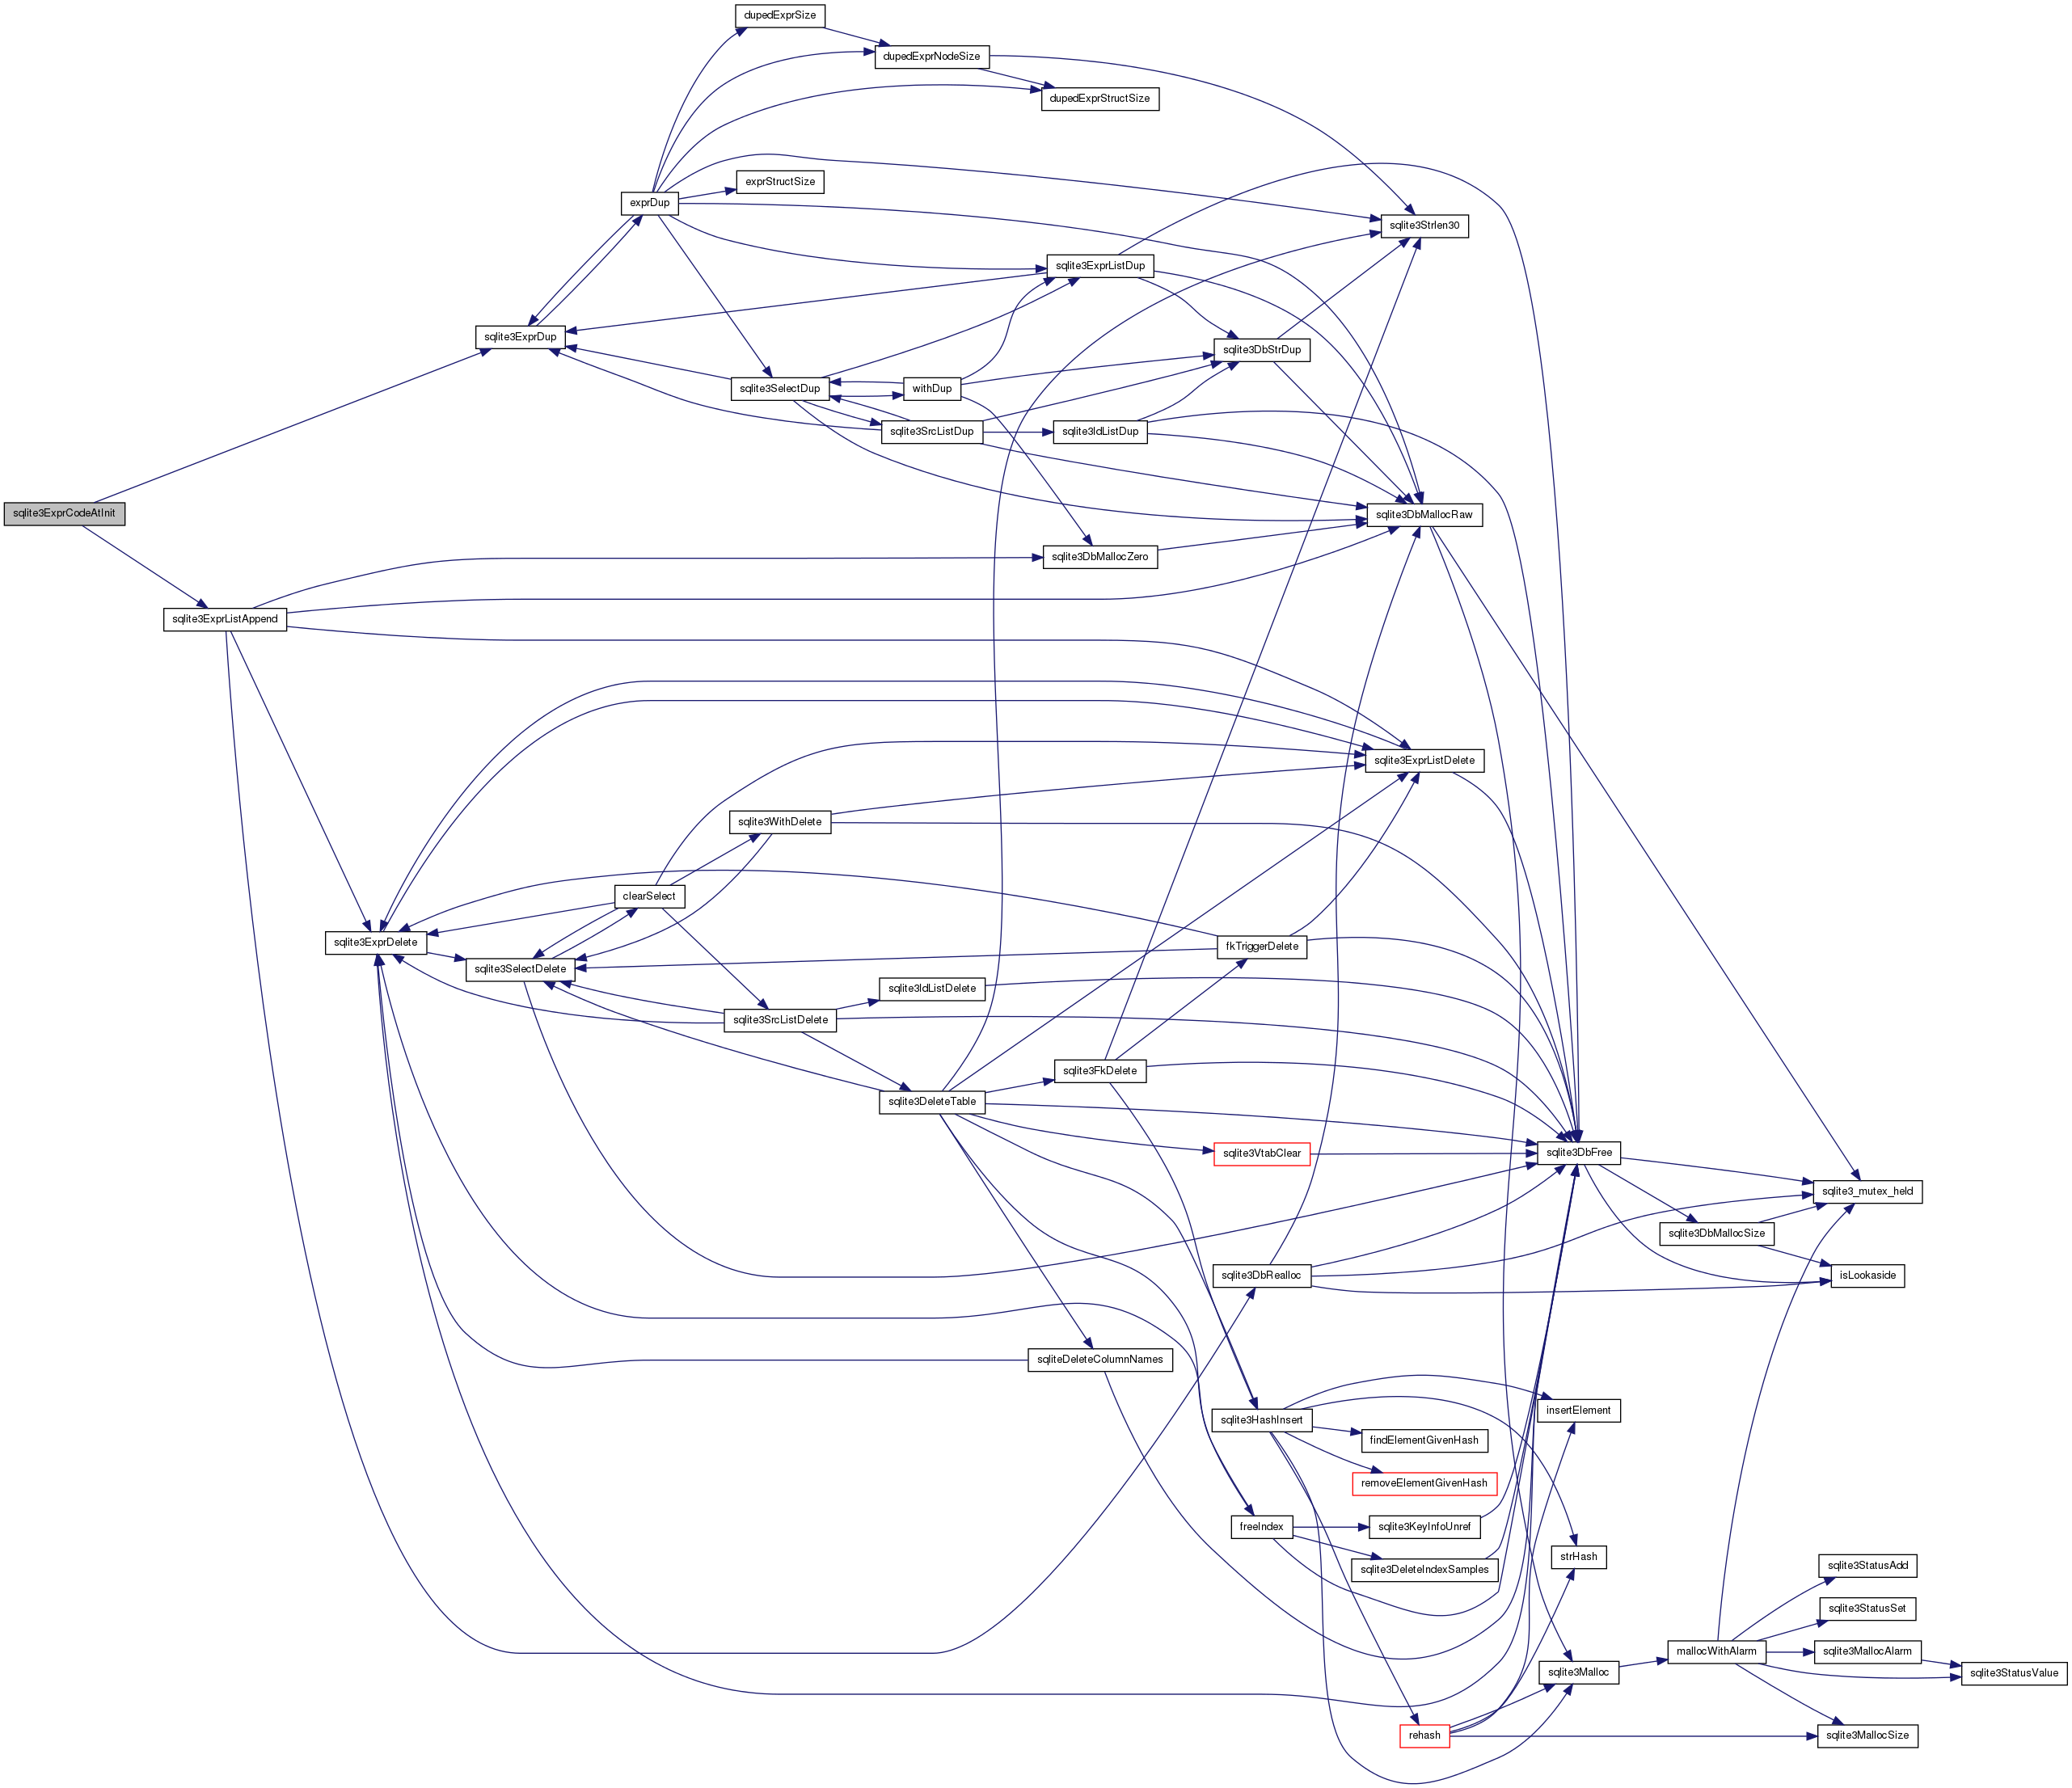 dupedExprSize
dupedExprNodeSize
dupedExprStructSize
exprStructSize
exprDup
sqlite3Strlen30
sqlite3ExprListDup
sqlite3ExprDup
sqlite3DbStrDup
sqlite3SelectDup
withDup
sqlite3SrcListDup
sqlite3IdListDup
sqlite3ExprCodeAtInit
sqlite3DbMallocRaw
sqlite3DbMallocZero
sqlite3ExprListAppend
sqlite3ExprListDelete
sqlite3WithDelete
clearSelect
sqlite3ExprDelete
fkTriggerDelete
sqlite3SelectDelete
sqlite3IdListDelete
sqlite3SrcListDelete
sqlite3FkDelete
sqlite3DeleteTable
sqlite3VtabClear
sqlite3DbFree
sqlite3_mutex_held
sqlite3DbMallocSize
sqlite3DbRealloc
isLookaside
sqliteDeleteColumnNames
sqlite3HashInsert
insertElement
findElementGivenHash
removeElementGivenHash
freeIndex
sqlite3KeyInfoUnref
strHash
sqlite3DeleteIndexSamples
sqlite3StatusAdd
sqlite3StatusSet
mallocWithAlarm
sqlite3MallocAlarm
sqlite3Malloc
sqlite3StatusValue
rehash
sqlite3MallocSize